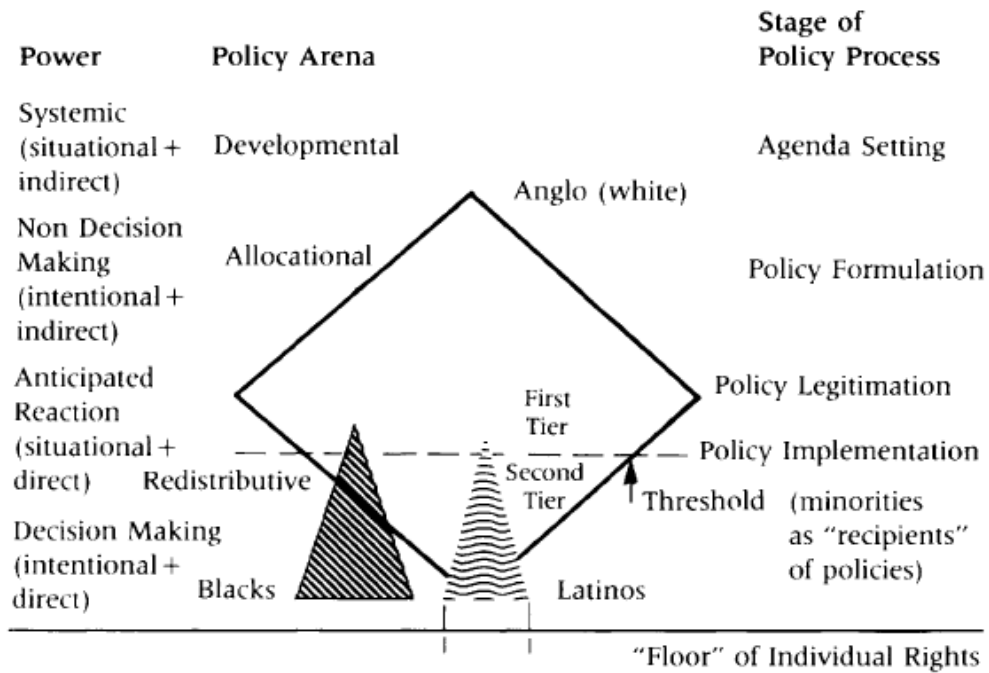 Power
Policy Arena
Stage of
Policy Process
Systemic
(situational +
indirect)
Developmental
Agenda Setting
Anglo (white)
Non Decision
Making
(intentional +
indirect)
Allocational
Policy Formulation
Anticipated
Reaction
(situational +
direct)
Policy Legitimation
First
Tier
Policy Implementation
Redistributive
Second
Tier
Threshold
(minorities
as "recipients"
of policies)
Decision Making
(intentional +
direct)
Blacks
Latinos
"Floor" of Individual Rights